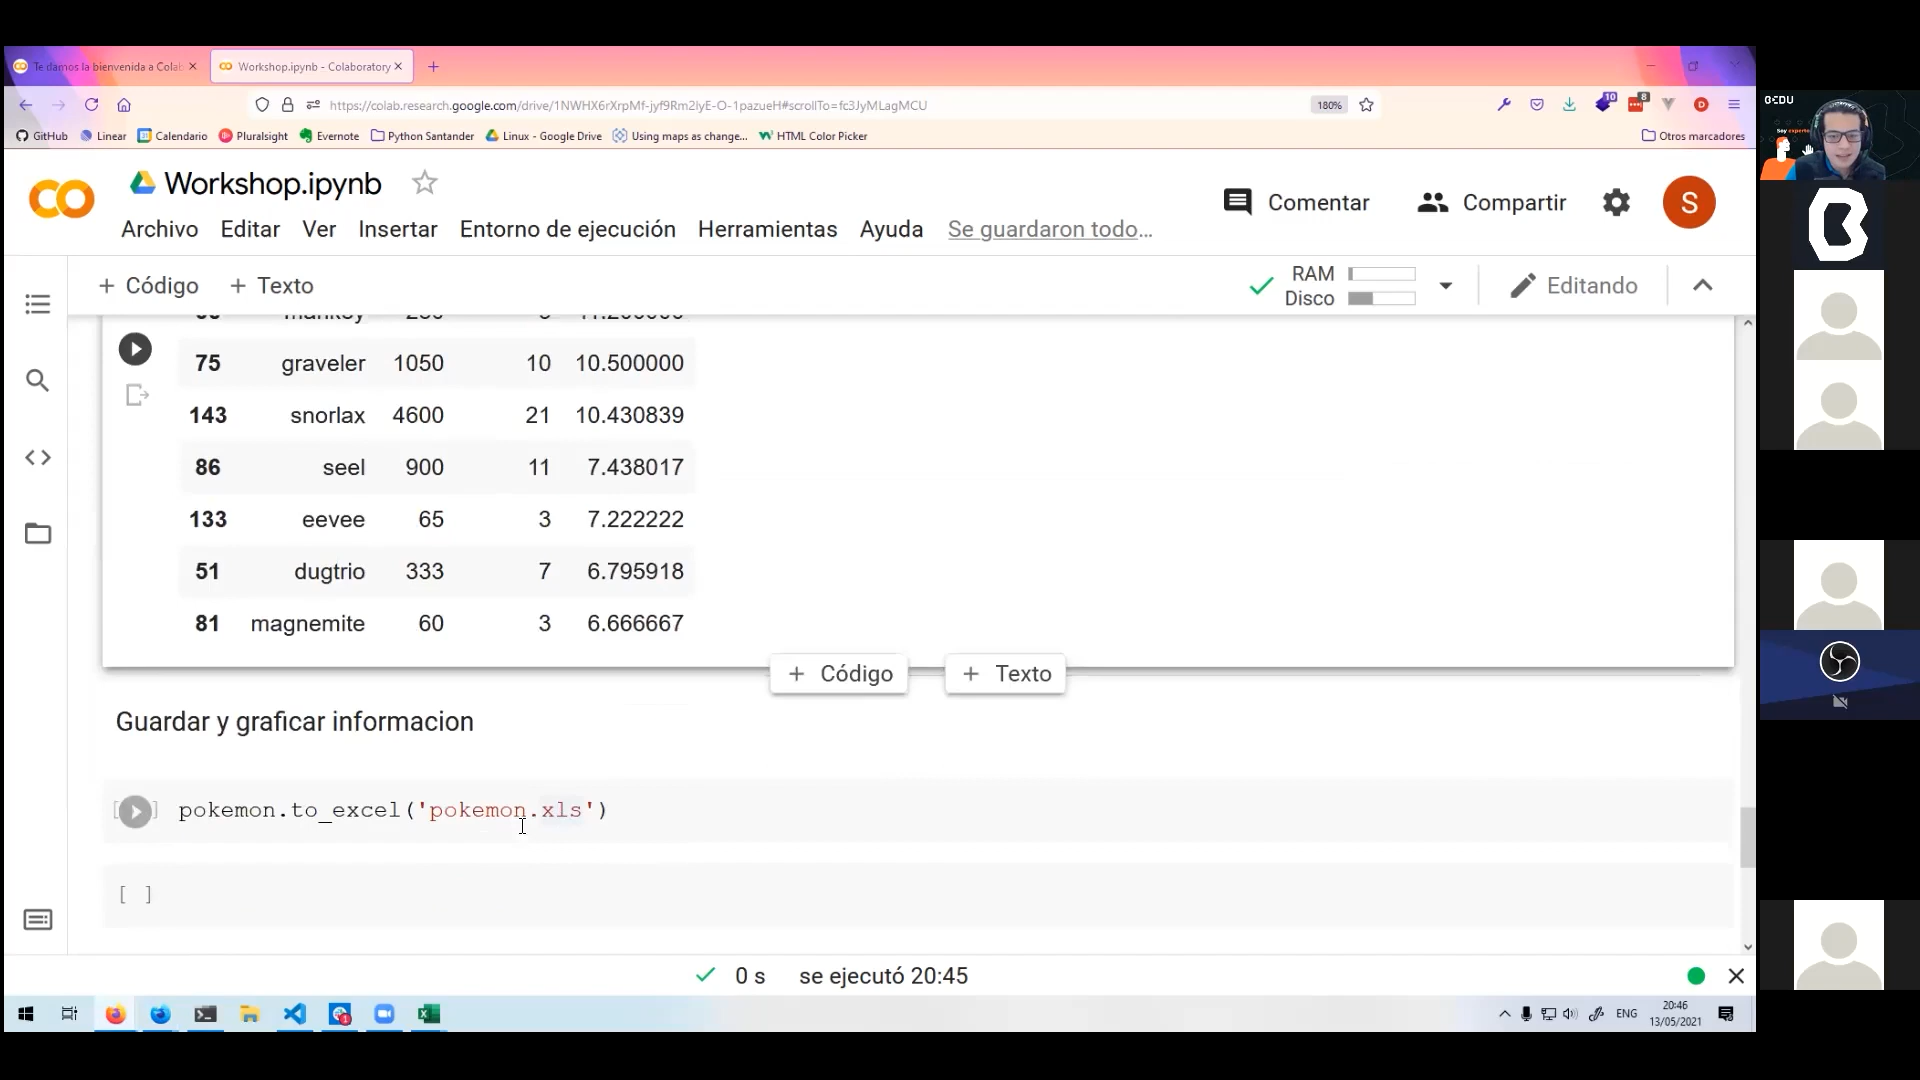 Te damos la bienvenida a Colab
Workshop.ipynb - Colaboratory
https://colab.research.google.com/drive/1NWHX6rXrpMf-jyf9Rm2lyE-O-1pazueH#scrollTo=fc3JyMLagMCU
180%
10
8
D
GitHub
Linear
Calendario
Pluralsight
Evernote
Python Santander
Linux - Google Drive
Using maps as change...
HTML Color Picker
Otros marcadores
Workshop.ipynb
Comentar
Compartir
S
Archivo
Editar
Ver
Insertar
Entorno de ejecución
Herramientas
Ayuda
Se guardaron todo...
+ Código
+ Texto
RAM
Disco
Editando
75 graveler 1050 10 10.500000
143 snorlax 4600 21 10.430839
86 seel 900 11 7.438017
133 eevee 65 3 7.222222
51 dugtrio 333 7 6.795918
81 magnemite 60 3 6.666667
+ Código
+ Texto
Guardar y graficar informacion
pokemon.to_excel('pokemon.xls')
[ ]
0 s se ejecutó 20:45
ENG
20:46
13/05/2021